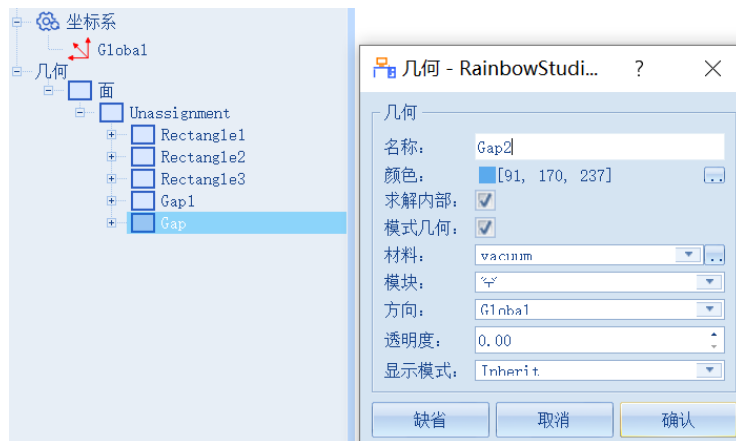 坐标系
Global
几何
面
Unassignment
Rectangle1
Rectangle2
Rectangle3
Gap1
Gap
几何 - RainbowStudi... ?
几何
名称: Gap2
颜色: [91, 170, 237] ..
求解内部:
模式几何:
材料: vacuum ..
模块: 空
方向: Global
透明度: 0.00
显示模式: Inherit
缺省 取消 确认